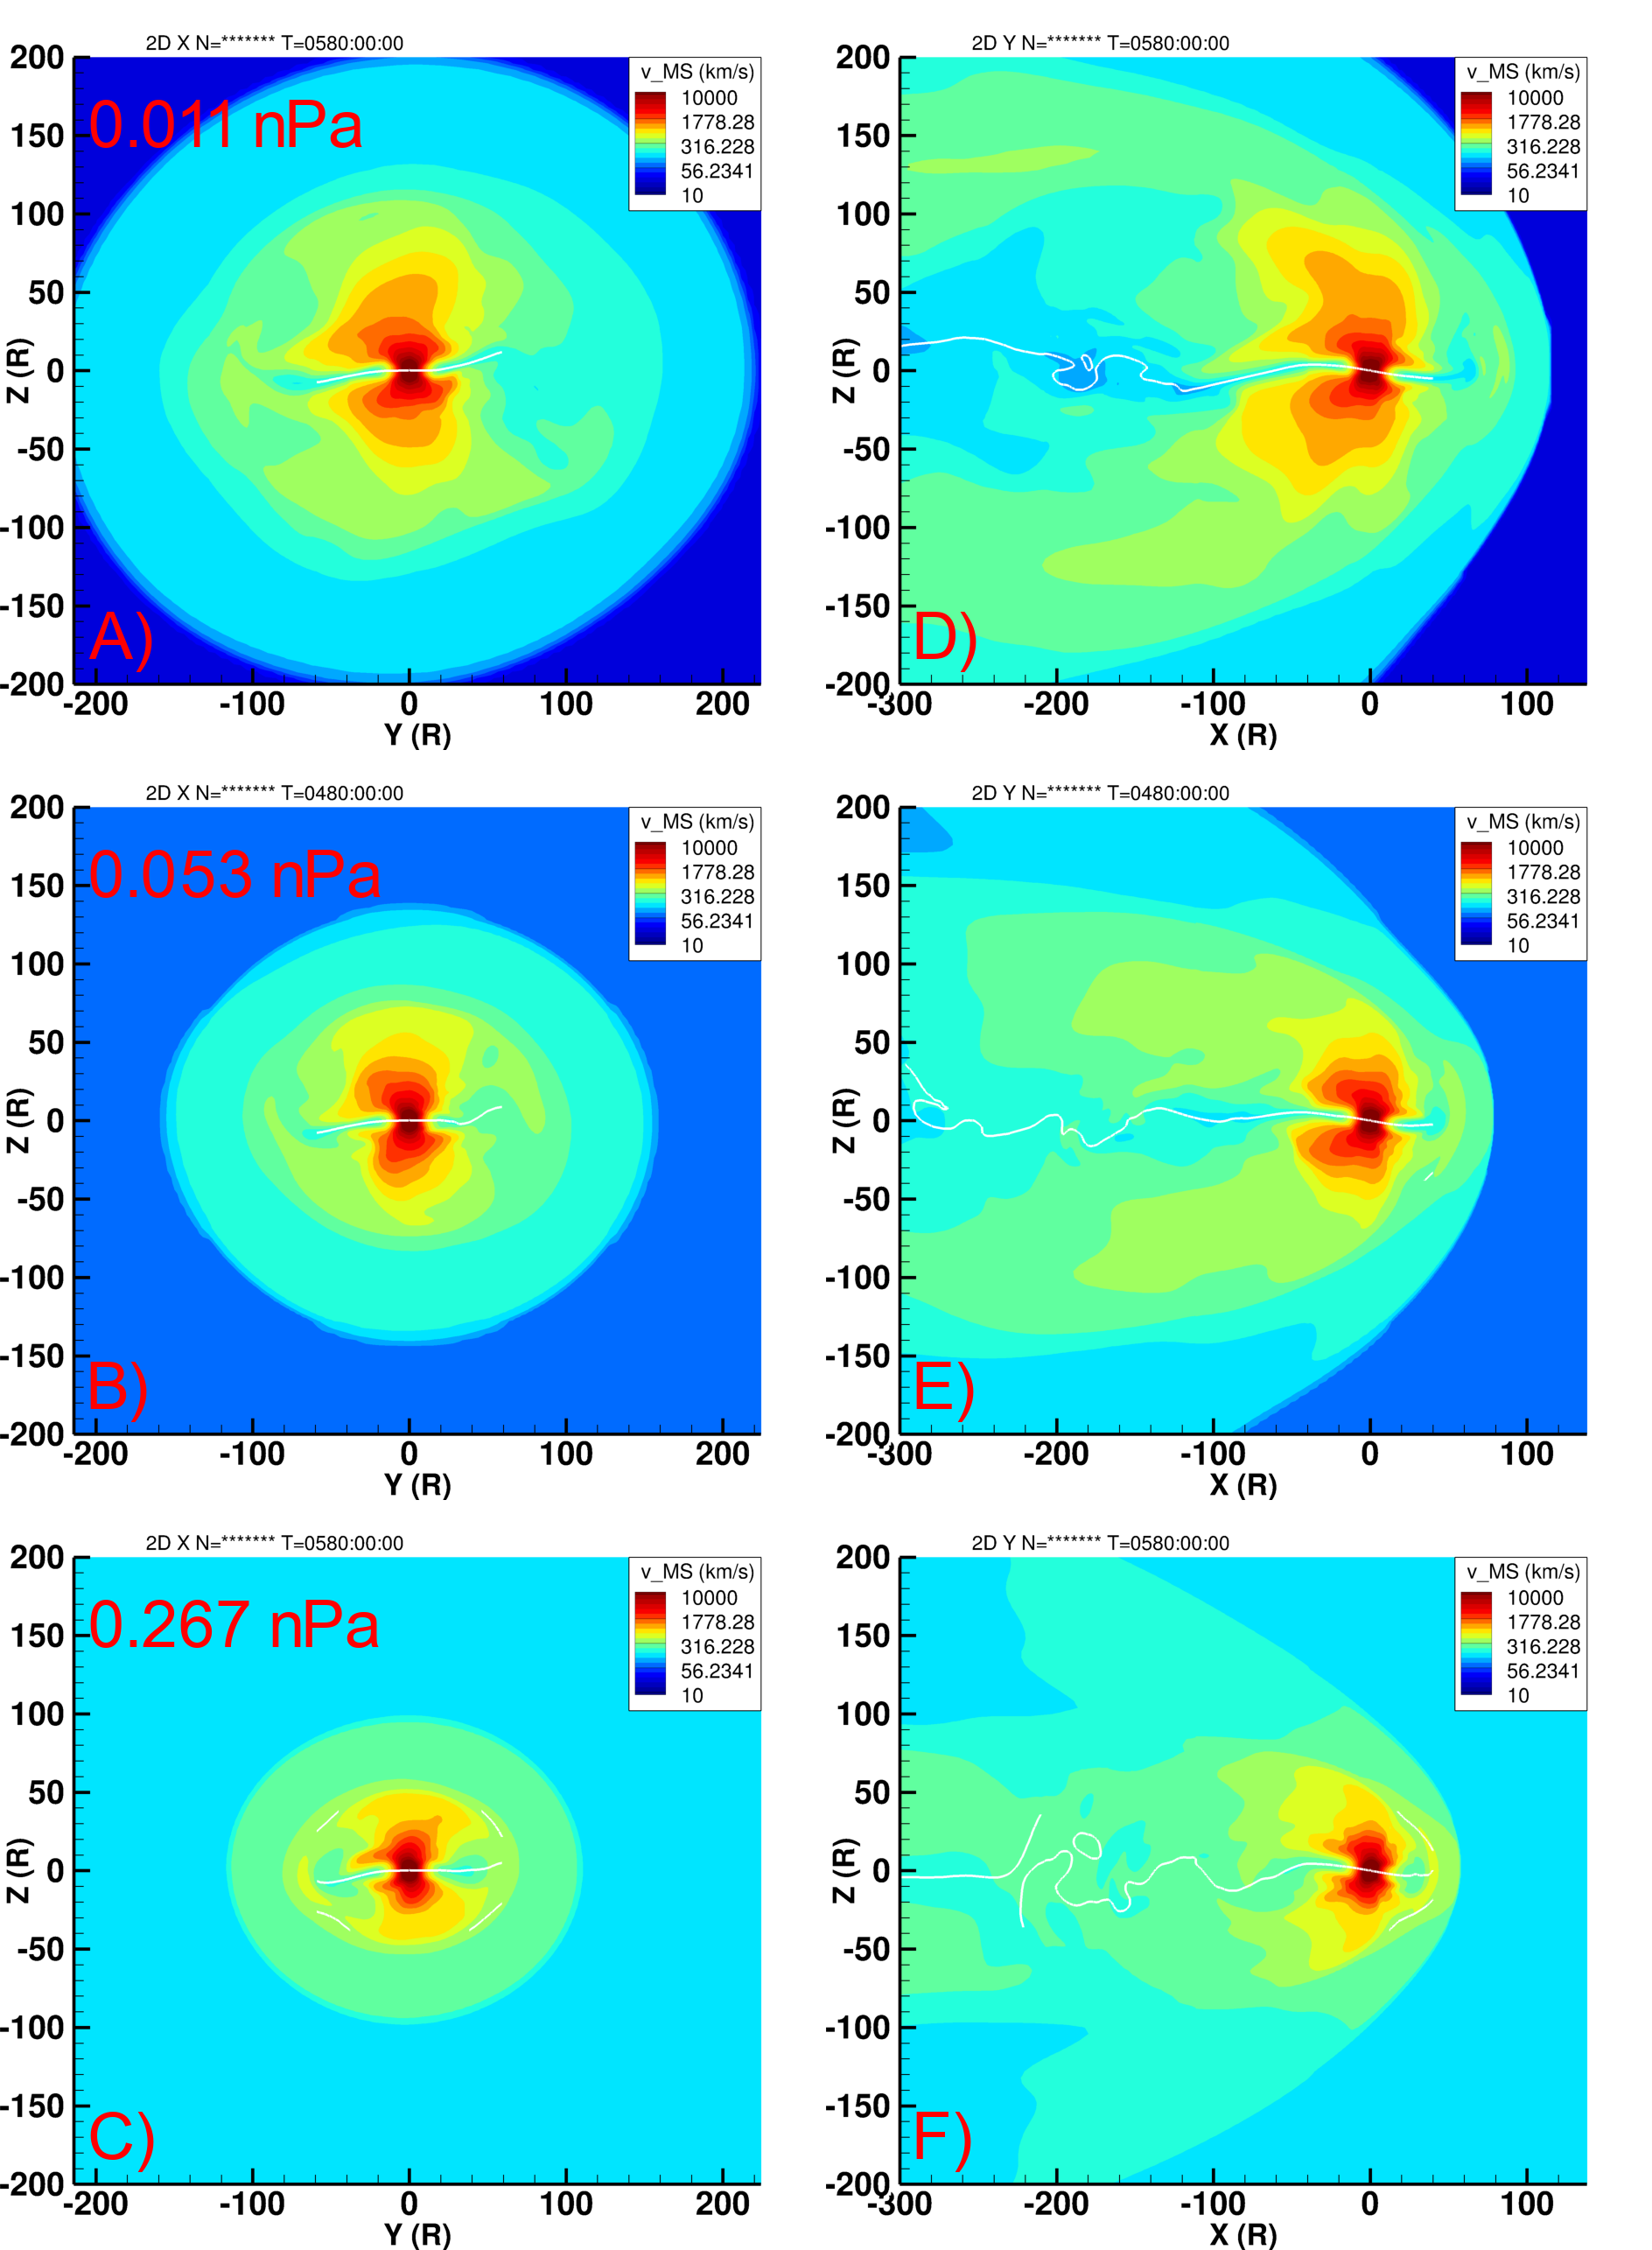 2D X N=******* T=0580:00:00
v_MS (km/s)
10000
1778.28
316.228
56.2341
10
0.011 nPa
A)
200
150
100
50
0
-50
-100
-150
-200
Z (R)
-200 -100 0 100 200
Y (R)
2D Y N=******* T=0580:00:00
v_MS (km/s)
10000
1778.28
316.228
56.2341
10
D)
200
150
100
50
0
-50
-100
-150
-200
Z (R)
-300 -200 -100 0 100
X (R)
2D X N=******* T=0480:00:00
v_MS (km/s)
10000
1778.28
316.228
56.2341
10
0.053 nPa
B)
200
150
100
50
0
-50
-100
-150
-200
Z (R)
-200 -100 0 100 200
Y (R)
2D Y N=******* T=0480:00:00
v_MS (km/s)
10000
1778.28
316.228
56.2341
10
E)
200
150
100
50
0
-50
-100
-150
-200
Z (R)
-300 -200 -100 0 100
X (R)
2D X N=******* T=0580:00:00
v_MS (km/s)
10000
1778.28
316.228
56.2341
10
0.267 nPa
C)
200
150
100
50
0
-50
-100
-150
-200
Z (R)
-200 -100 0 100 200
Y (R)
2D Y N=******* T=0580:00:00
v_MS (km/s)
10000
1778.28
316.228
56.2341
10
F)
200
150
100
50
0
-50
-100
-150
-200
Z (R)
-300 -200 -100 0 100
X (R)